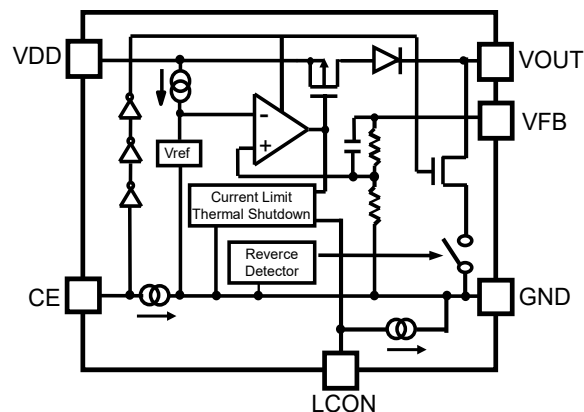 VDD
VOUT
VFB
-
+
Vref
Current Limit
Thermal Shutdown
Reverce
Detector
CE
GND
LCON